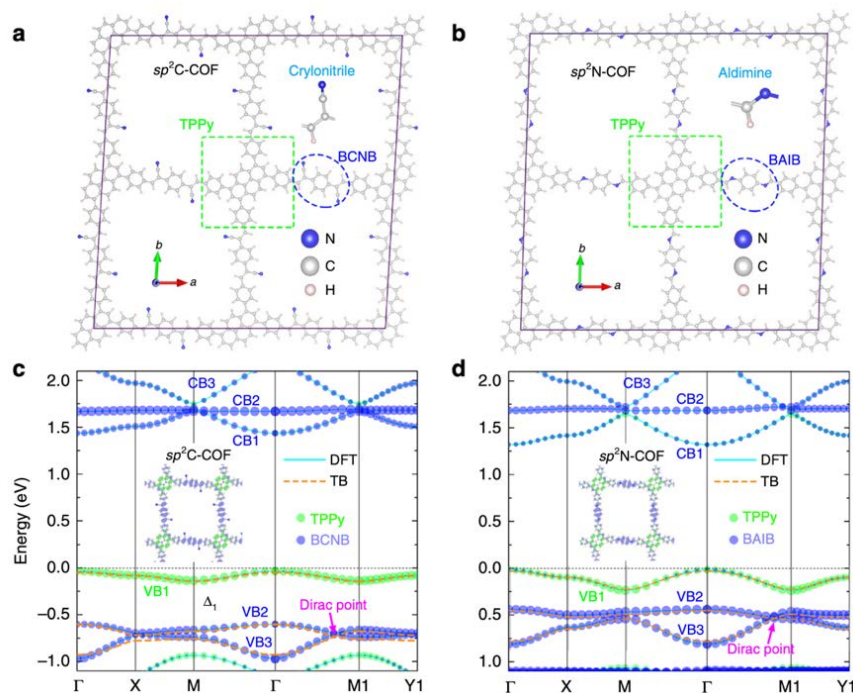 a
sp²C-COF
Crylonitrile
TPPy
BCNB
b
a
N
C
H
b
sp²N-COF
Aldimine
TPPy
BAIB
b
a
N
C
H
c
Energy (eV)
2.0
1.5
1.0
0.5
0.0
−0.5
−1.0
CB3
CB2
CB1
sp²C-COF
DFT
TB
TPPy
BCNB
VB1
Δ₁
VB2
Dirac point
VB3
Γ X M Γ M1 Y1
d
2.0
1.5
1.0
0.5
0.0
0.5
1.0
CB3
CB2
CB1
sp²N-COF
DFT
TB
TPPy
BAIB
VB1
VB2
VB3
Dirac point
Γ X M Γ M1 Y1